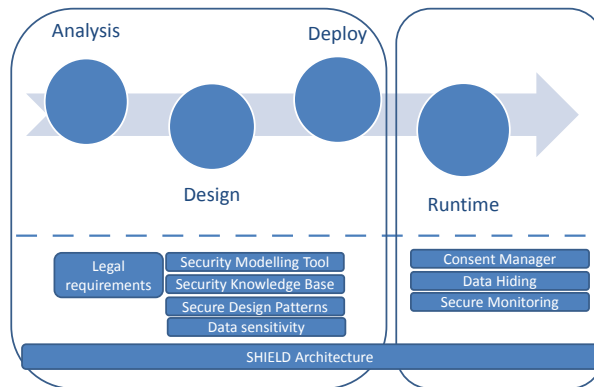 Analysis
Deploy
Design
Runtime
Legal
requirements
Security Modelling Tool
Security Knowledge Base
Secure Design Patterns
Data sensitivity
Consent Manager
Data Hiding
Secure Monitoring
SHIELD Architecture